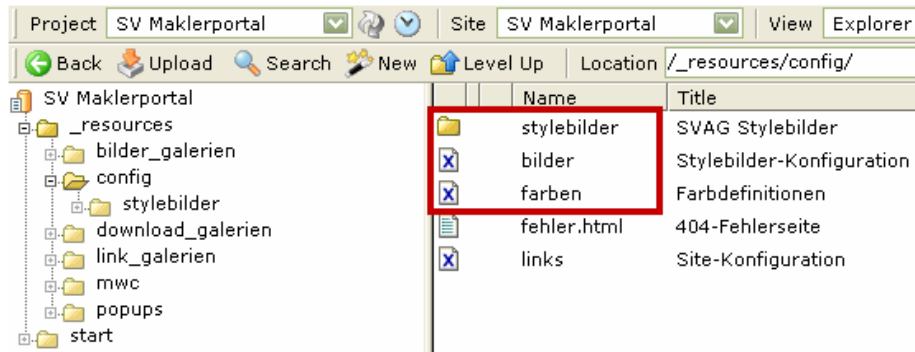 Project SV Maklerportal Site SV Maklerportal View Explorer
Back Upload Search New Level Up Location /_resources/config/
SV Maklerportal
_resources
bilder_galerien
config
stylebilder
download_galerien
link_galerien
mwc
popups
start
Name Title
stylebilder SVAG Stylebilder
bilder Stylebilder-Konfiguration
farben Farbdefinitionen
fehler.html 404-Fehlerseite
links Site-Konfiguration